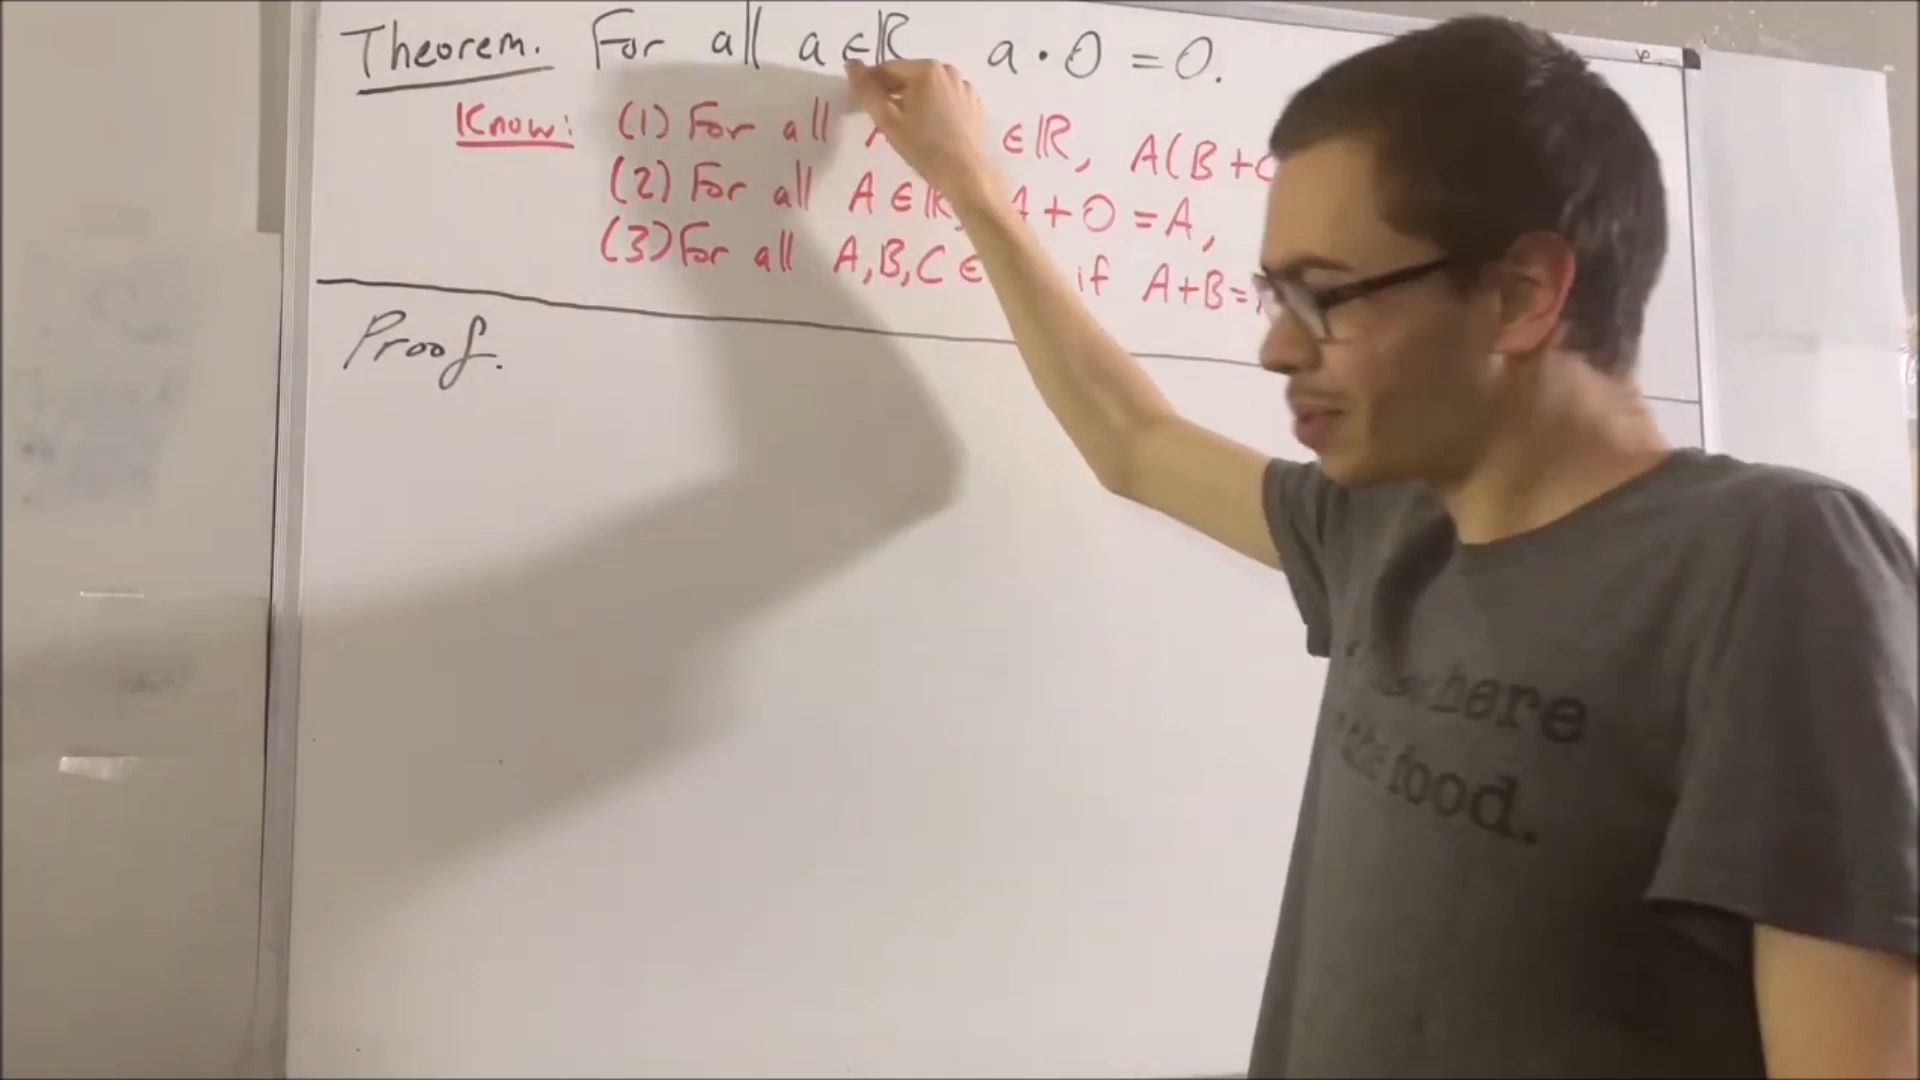 Theorem. For all a ∈ ℝ a · 0 = 0.
Know: (1) For all A ∈ ℝ, A(B + C
(2) For all A ∈ ℝ, A + 0 = A,
(3) For all A, B, C ∈ if A + B =
Proof.
here
the food.